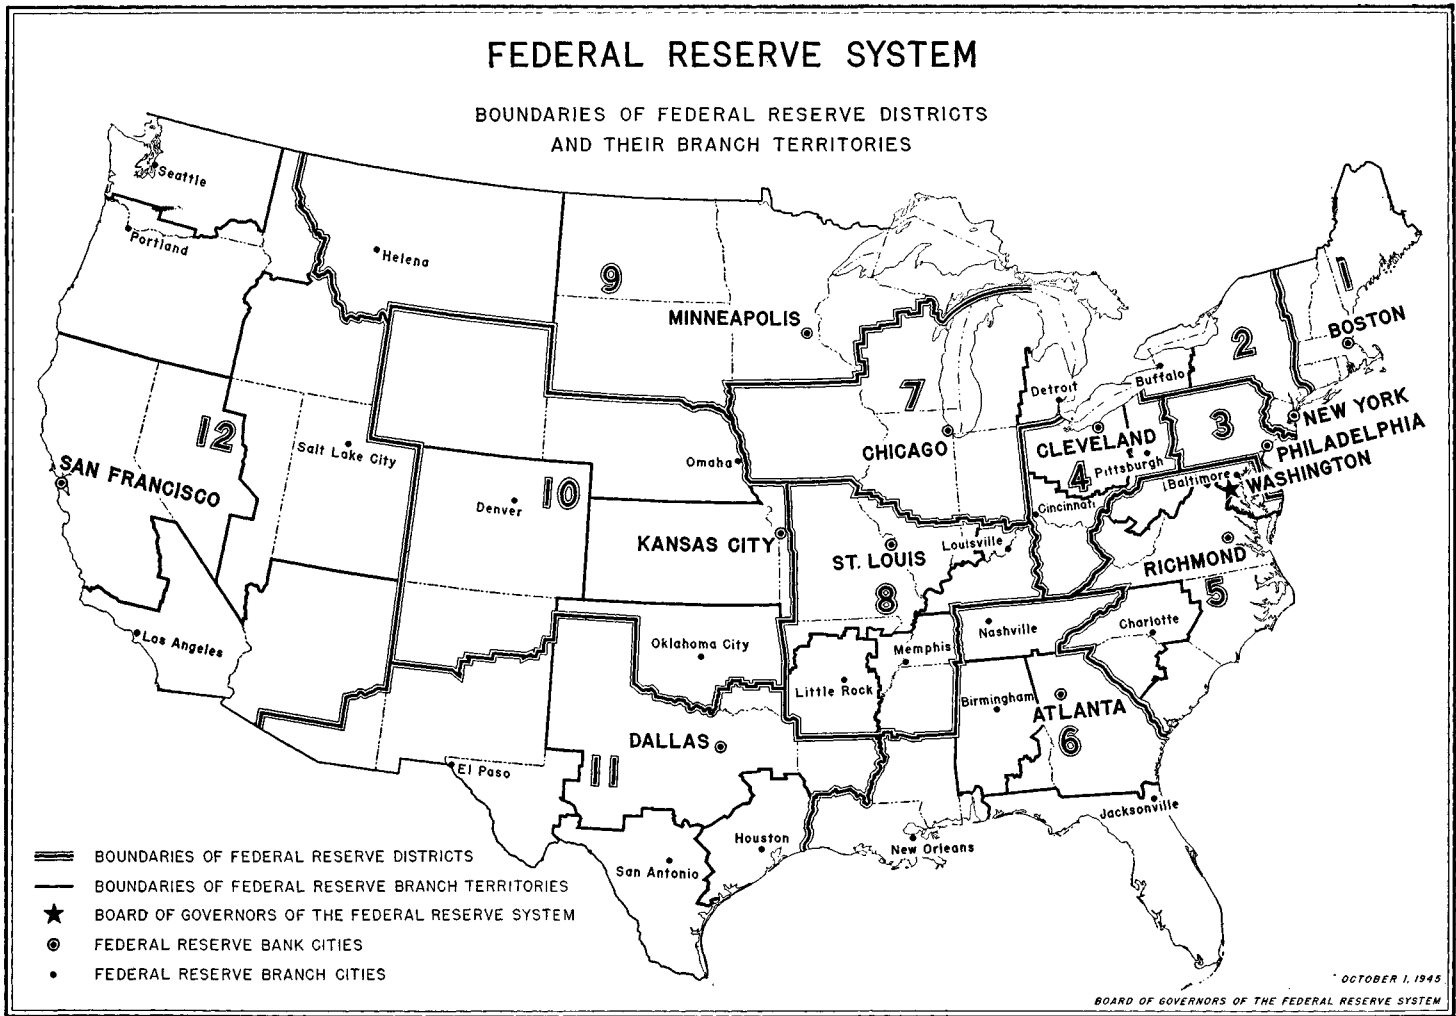 FEDERAL RESERVE SYSTEM
BOUNDARIES OF FEDERAL RESERVE DISTRICTS
AND THEIR BRANCH TERRITORIES
Seattle
Portland
Helena
9
MINNEAPOLIS
1
BOSTON
2
Buffalo
Detroit
7
CHICAGO
CLEVELAND
4
Pittsburgh
3
NEW YORK
PHILADELPHIA
WASHINGTON
Baltimore
12
SAN FRANCISCO
Salt Lake City
Omaha
Denver
10
Cincinnati
KANSAS CITY
ST. LOUIS
8
Louisville
RICHMOND
5
Los Angeles
Oklahoma City
Memphis
Nashville
Charlotte
Little Rock
Birmingham
ATLANTA
6
DALLAS
11
El Paso
Jacksonville
Houston
New Orleans
San Antonio
BOUNDARIES OF FEDERAL RESERVE DISTRICTS
BOUNDARIES OF FEDERAL RESERVE BRANCH TERRITORIES
BOARD OF GOVERNORS OF THE FEDERAL RESERVE SYSTEM
FEDERAL RESERVE BANK CITIES
FEDERAL RESERVE BRANCH CITIES
OCTOBER 1, 1945
BOARD OF GOVERNORS OF THE FEDERAL RESERVE SYSTEM